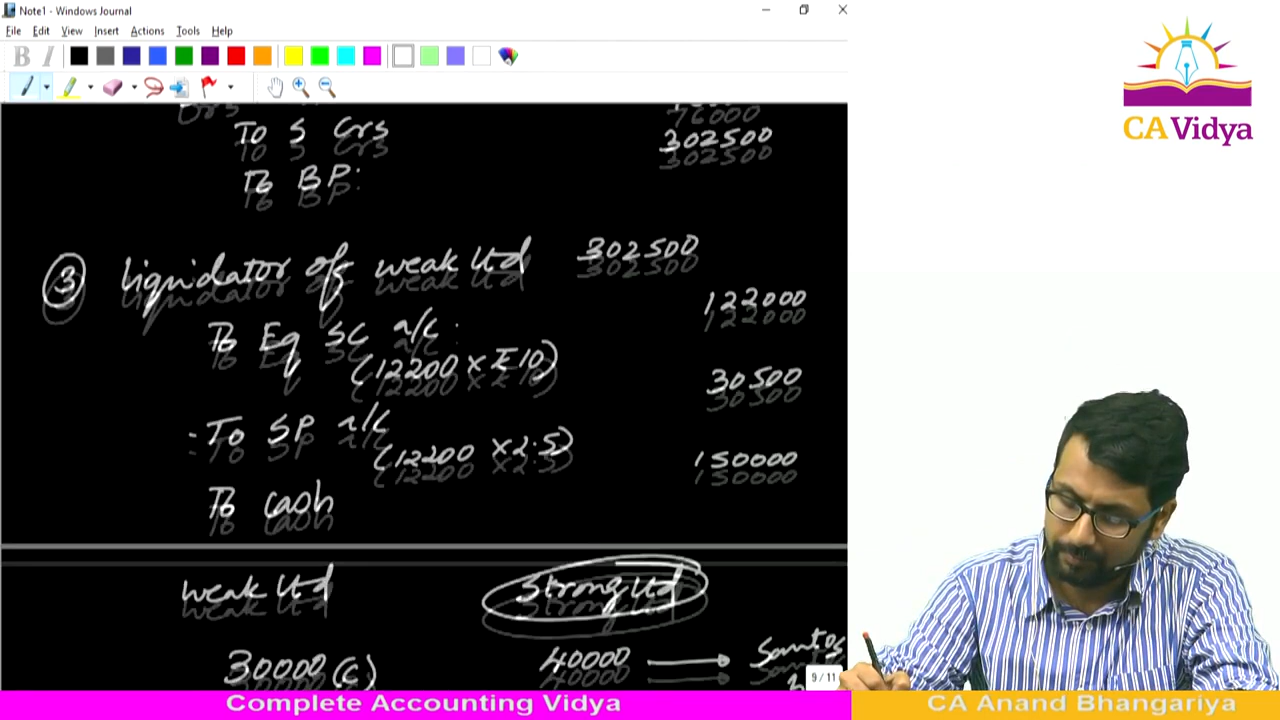 Note1 - Windows Journal
File Edit View Insert Actions Tools Help
B I
76000
To S Crs 302500
To BP:
③ Liquidator of Weak Ltd 302500
To Eq SC a/c: 122000
(12200 × ₹10)
- To SP a/c 30500
(12200 × 2.5)
To Cash 150000
Weak Ltd Strong Ltd
30000 (c) 40000
9 / 11
CA Vidya
Complete Accounting Vidya
CA Anand Bhangariya